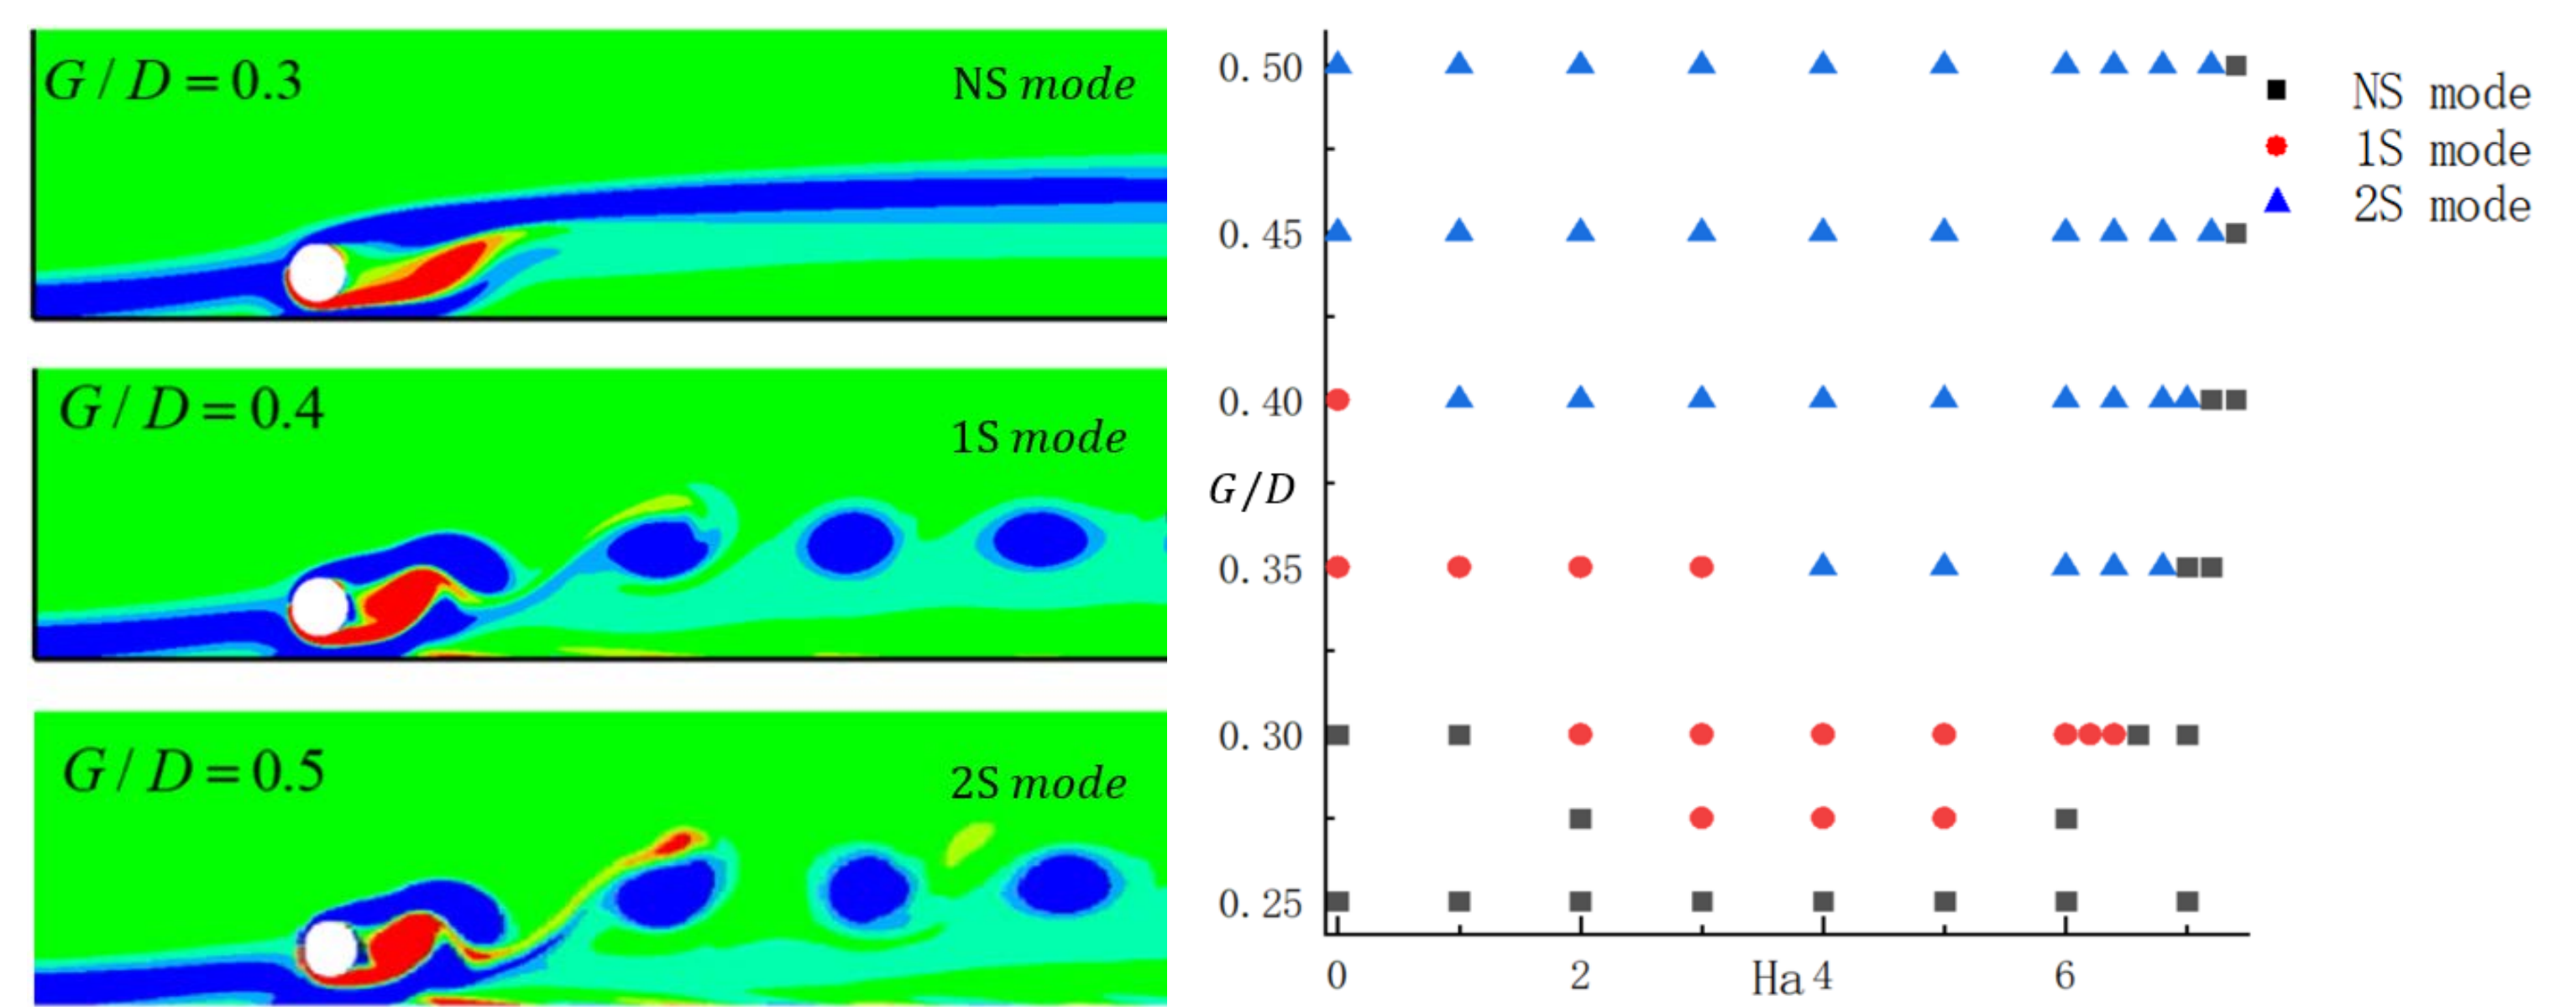 G / D = 0.3
NS mode
G / D = 0.4
1S mode
G / D = 0.5
2S mode
0.50
0.45
0.40
G/D
0.35
0.30
0.25
0 2 Ha 4 6
NS mode
1S mode
2S mode